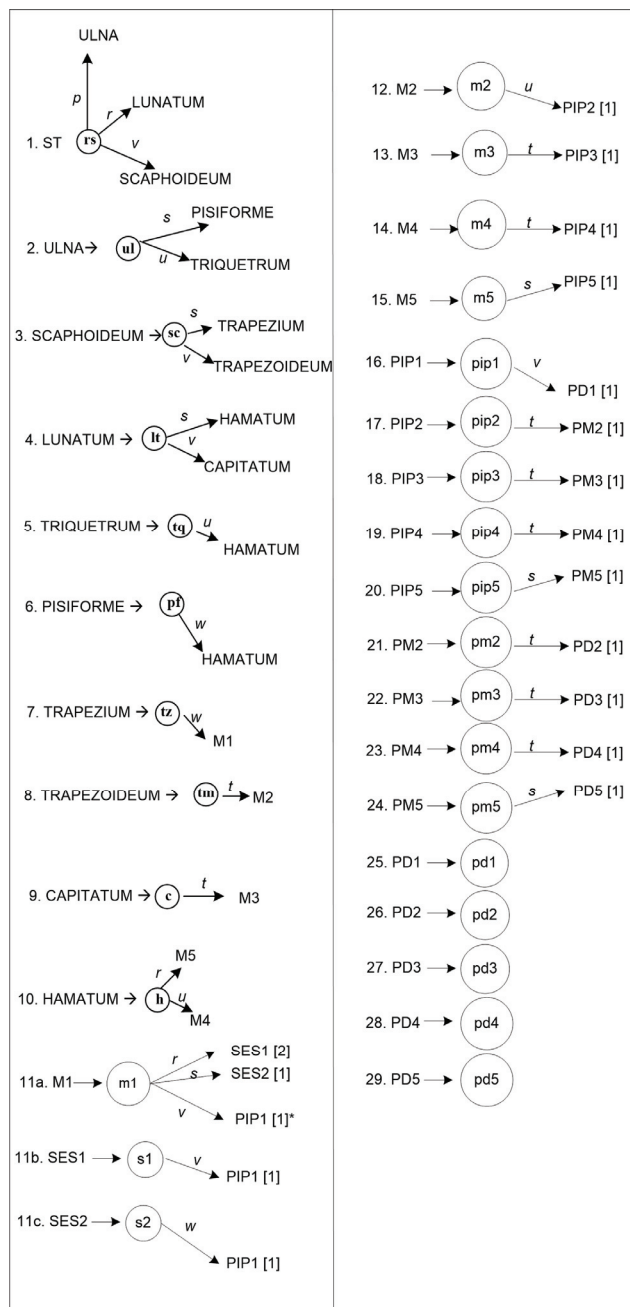 ULNA
p
r LUNATUM
1. ST rs
v
SCAPHOIDEUM
s PISIFORME
2. ULNA→ ul
u TRIQUETRUM
s TRAPEZIUM
3. SCAPHOIDEUM → sc
v TRAPEZOIDEUM
s HAMATUM
4. LUNATUM → lt
v CAPITATUM
5. TRIQUETRUM → tq u
HAMATUM
6. PISIFORME → pf
w
HAMATUM
7. TRAPEZIUM → tz w
M1
8. TRAPEZOIDEUM → tm t M2
9. CAPITATUM → c t M3
M5
r
10. HAMATUM → h u
M4
r SES1 [2]
11a. M1 → m1 s SES2 [1]
v PIP1 [1]*
11b. SES1 → s1 v
PIP1 [1]
11c. SES2 → s2 w
PIP1 [1]
12. M2 → m2 u
PIP2 [1]
13. M3 → m3 t PIP3 [1]
14. M4 → m4 t PIP4 [1]
s PIP5 [1]
15. M5 → m5
16. PIP1 → pip1 v
PD1 [1]
17. PIP2 → pip2 t PM2 [1]
18. PIP3 → pip3 t PM3 [1]
19. PIP4 → pip4 t PM4 [1]
s PM5 [1]
20. PIP5 → pip5
21. PM2 → pm2 t PD2 [1]
22. PM3 → pm3 t PD3 [1]
23. PM4 → pm4 t PD4 [1]
s PD5 [1]
24. PM5 → pm5
25. PD1 → pd1
26. PD2 → pd2
27. PD3 → pd3
28. PD4 → pd4
29. PD5 → pd5